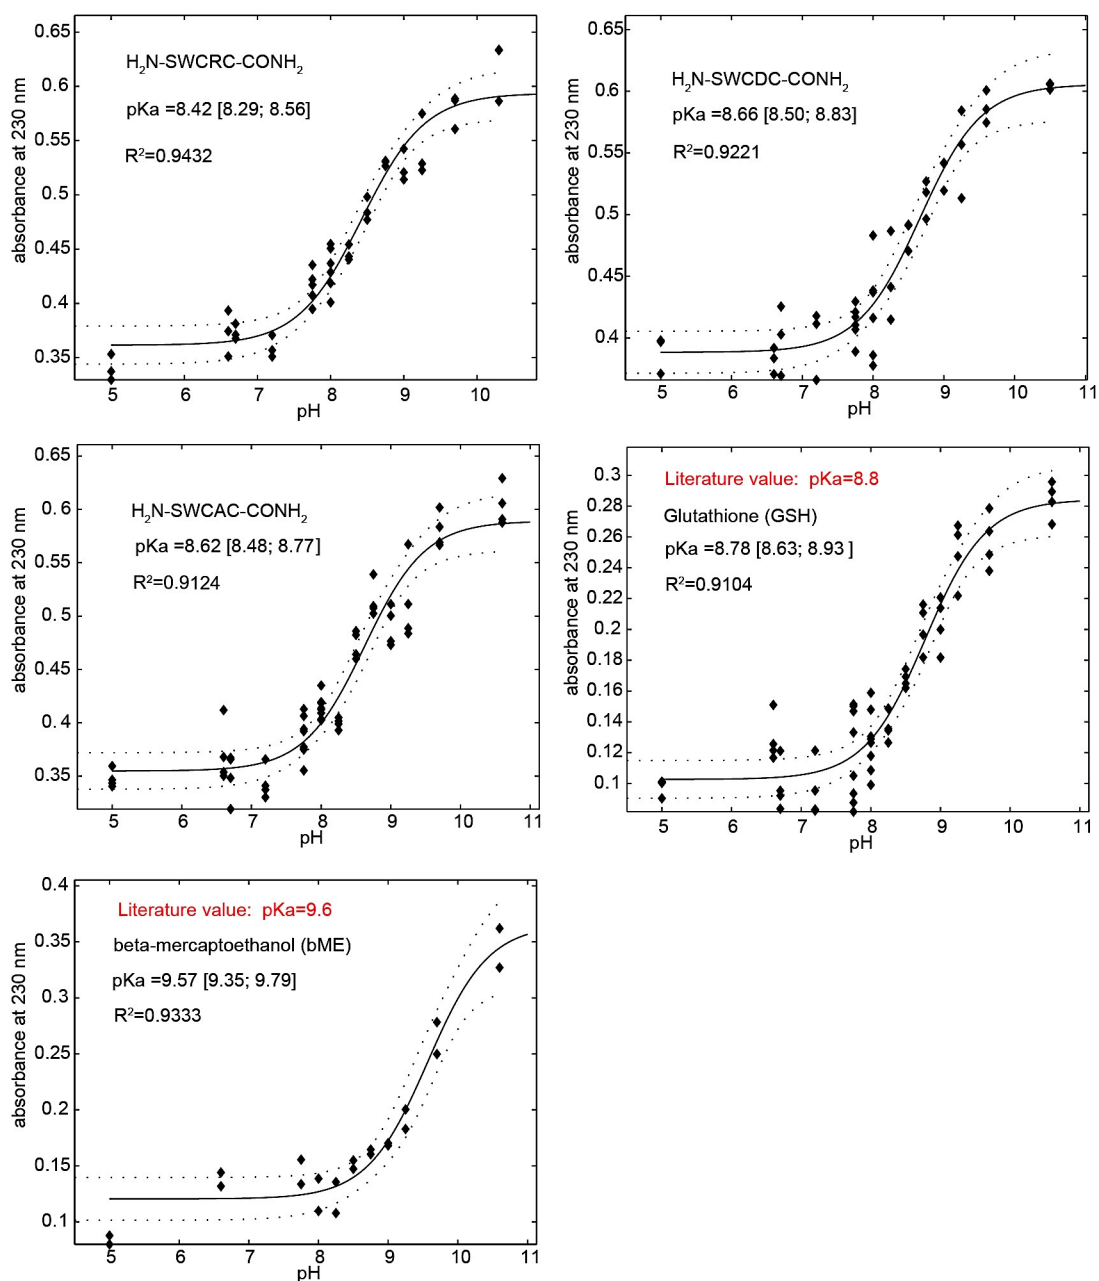 absorbance at 230 nm
0.65
0.6
0.55
0.5
0.45
0.4
0.35
H₂N-SWCRC-CONH₂
pKa =8.42 [8.29; 8.56]
R²=0.9432
5 6 7 8 9 10
pH
absorbance at 230 nm
0.65
0.6
0.55
0.5
0.45
0.4
H₂N-SWCDC-CONH₂
pKa =8.66 [8.50; 8.83]
R²=0.9221
5 6 7 8 9 10 11
pH
absorbance at 230 nm
0.65
0.6
0.55
0.5
0.45
0.4
0.35
H₂N-SWCAC-CONH₂
pKa =8.62 [8.48; 8.77]
R²=0.9124
5 6 7 8 9 10 11
pH
absorbance at 230 nm
0.3
0.28
0.26
0.24
0.22
0.2
0.18
0.16
0.14
0.12
0.1
Literature value: pKa=8.8
Glutathione (GSH)
pKa =8.78 [8.63; 8.93 ]
R²=0.9104
5 6 7 8 9 10 11
pH
absorbance at 230 nm
0.4
0.35
0.3
0.25
0.2
0.15
0.1
Literature value: pKa=9.6
beta-mercaptoethanol (bME)
pKa =9.57 [9.35; 9.79]
R²=0.9333
5 6 7 8 9 10 11
pH